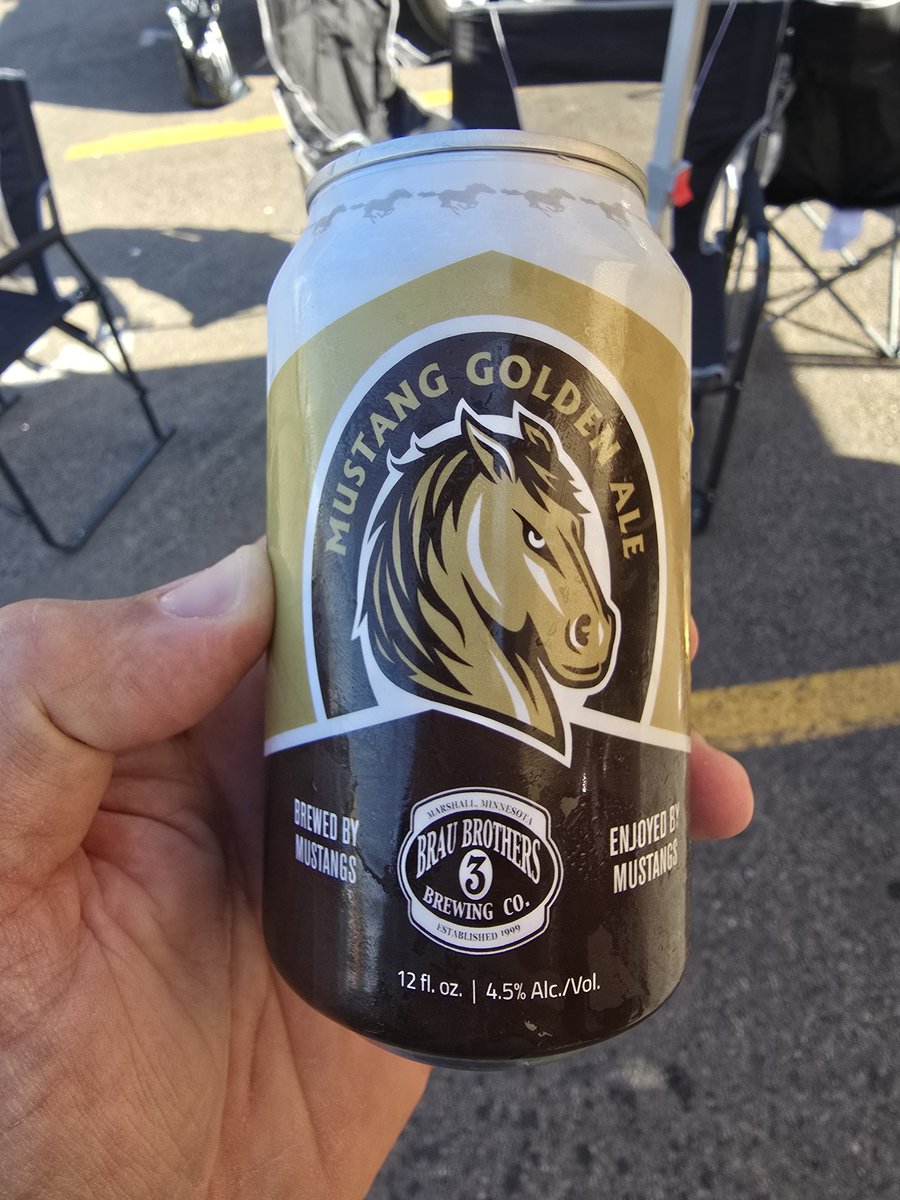 MUSTANG GOLDEN ALE
BREWED BY
MUSTANGS
MARSHALL, MINNESOTA
BRAU BROTHERS
3
BREWING CO.
ESTABLISHED 1999
ENJOYED BY
MUSTANGS
12 fl. oz. | 4.5% Alc./Vol.